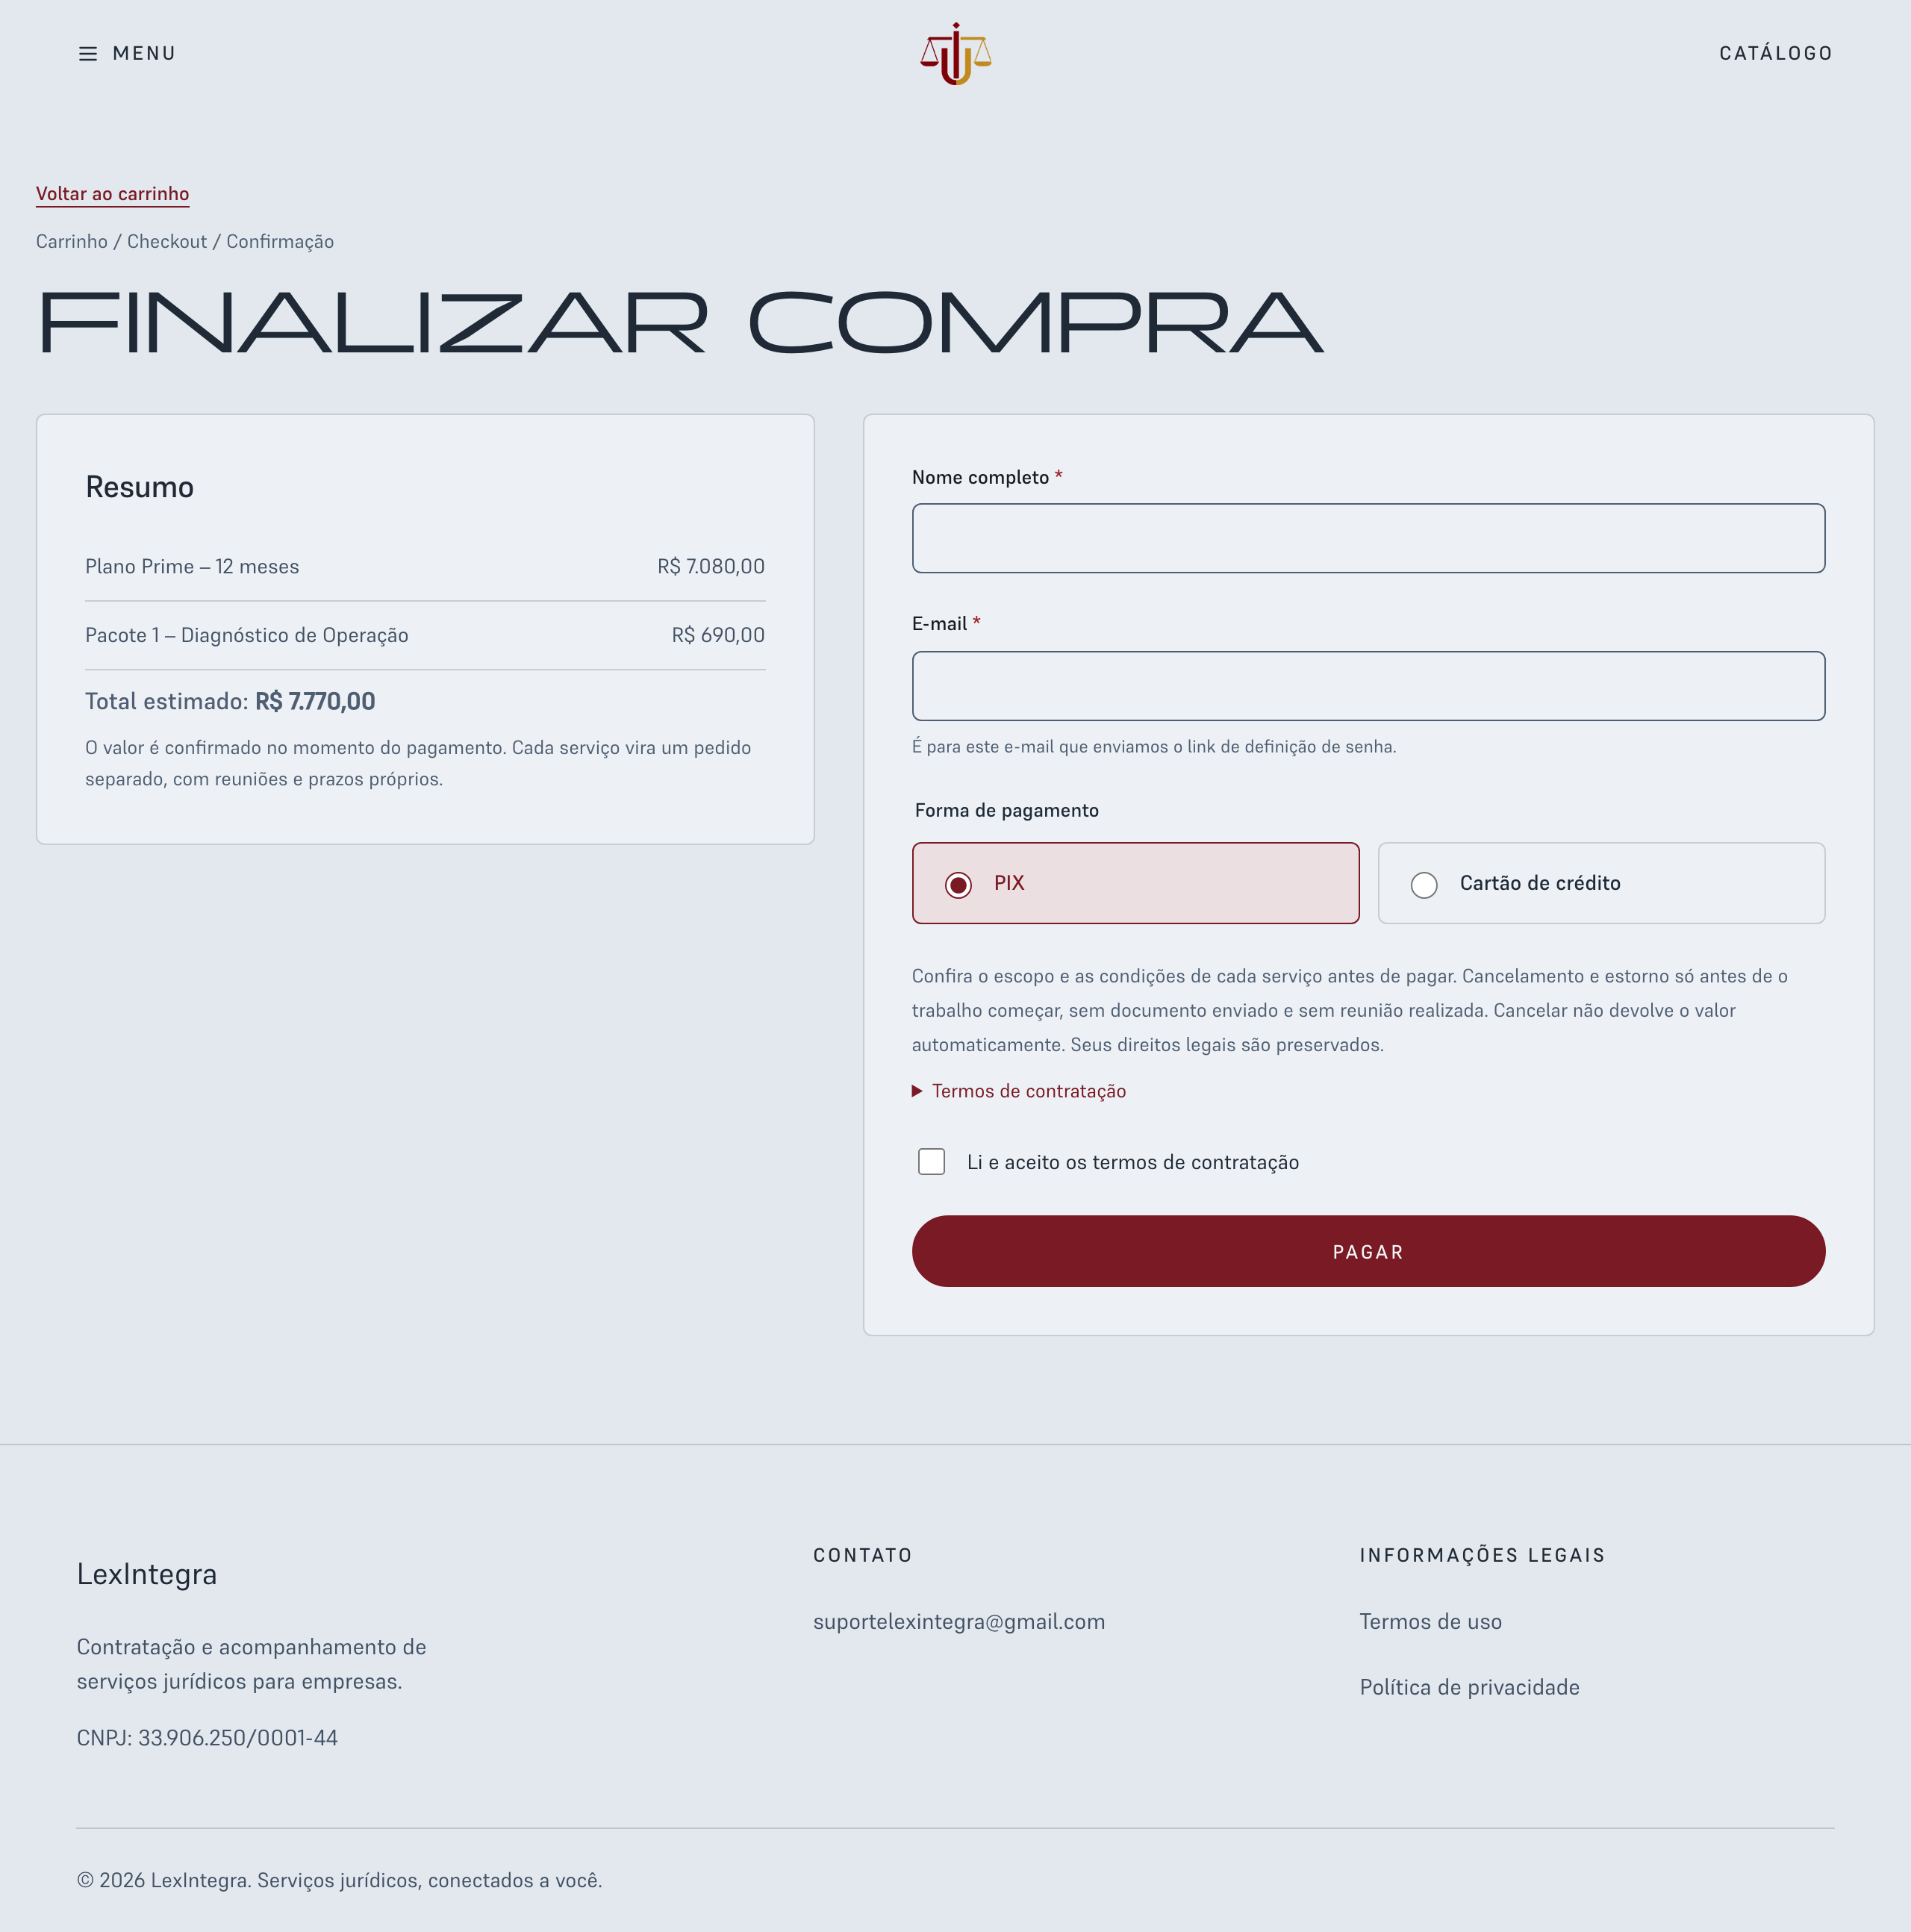 MENU
CATÁLOGO
Voltar ao carrinho
Carrinho / Checkout / Confirmação
FINALIZAR COMPRA
Resumo
Plano Prime – 12 meses R$ 7.080,00
Pacote 1 – Diagnóstico de Operação R$ 690,00
Total estimado: R$ 7.770,00
O valor é confirmado no momento do pagamento. Cada serviço vira um pedido
separado, com reuniões e prazos próprios.
Nome completo *
E-mail *
É para este e-mail que enviamos o link de definição de senha.
Forma de pagamento
PIX
Cartão de crédito
Confira o escopo e as condições de cada serviço antes de pagar. Cancelamento e estorno só antes de o
trabalho começar, sem documento enviado e sem reunião realizada. Cancelar não devolve o valor
automaticamente. Seus direitos legais são preservados.
Termos de contratação
Li e aceito os termos de contratação
PAGAR
LexIntegra
Contratação e acompanhamento de
serviços jurídicos para empresas.
CNPJ: 33.906.250/0001-44
CONTATO
suportelexintegra@gmail.com
INFORMAÇÕES LEGAIS
Termos de uso
Política de privacidade
© 2026 LexIntegra. Serviços jurídicos, conectados a você.